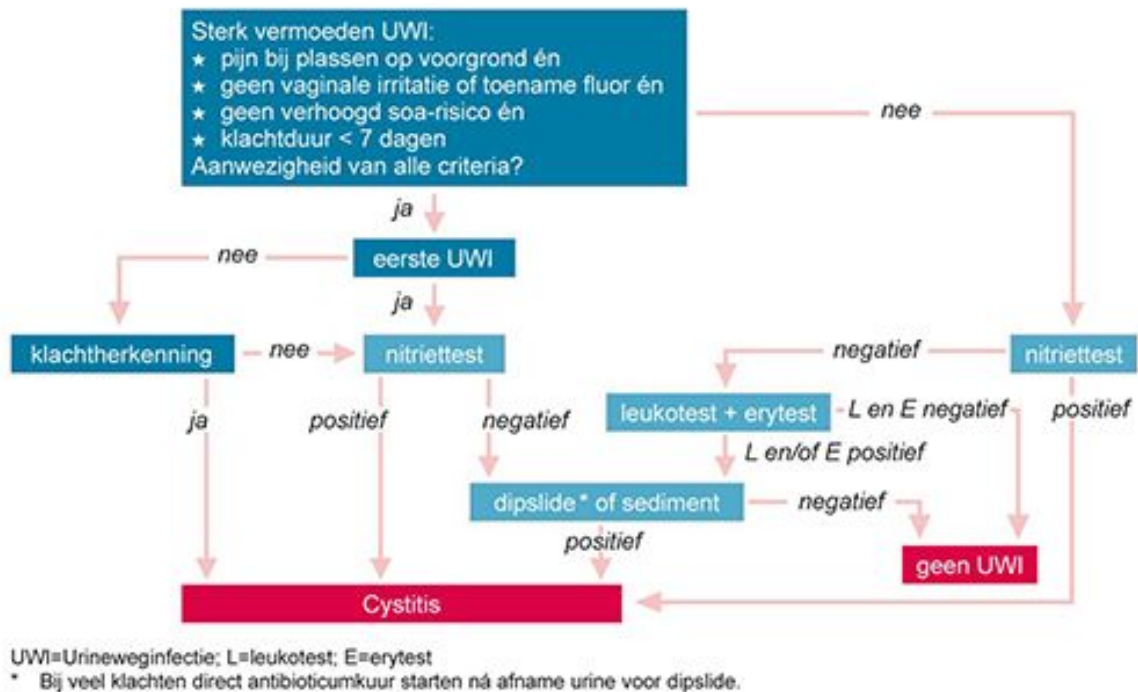 Sterk vermoeden UWI:
★ pijn bij plassen op voorgrond én
★ geen vaginale irritatie of toename fluor én
★ geen verhoogd soa-risico én
★ klachtduur < 7 dagen
Aanwezigheid van alle criteria?
nee
ja
nee
eerste UWI
ja
klachtherkenning
nee
nitriettest
negatief
nitriettest
ja
positief
negatief
leukotest + erytest
L en E negatief
positief
L en/of E positief
dipslide * of sediment
negatief
positief
geen UWI
Cystitis
UWI=Urineweginfectie; L=leukotest; E=erytest
* Bij veel klachten direct antibioticumkuur starten ná afname urine voor dipslide.